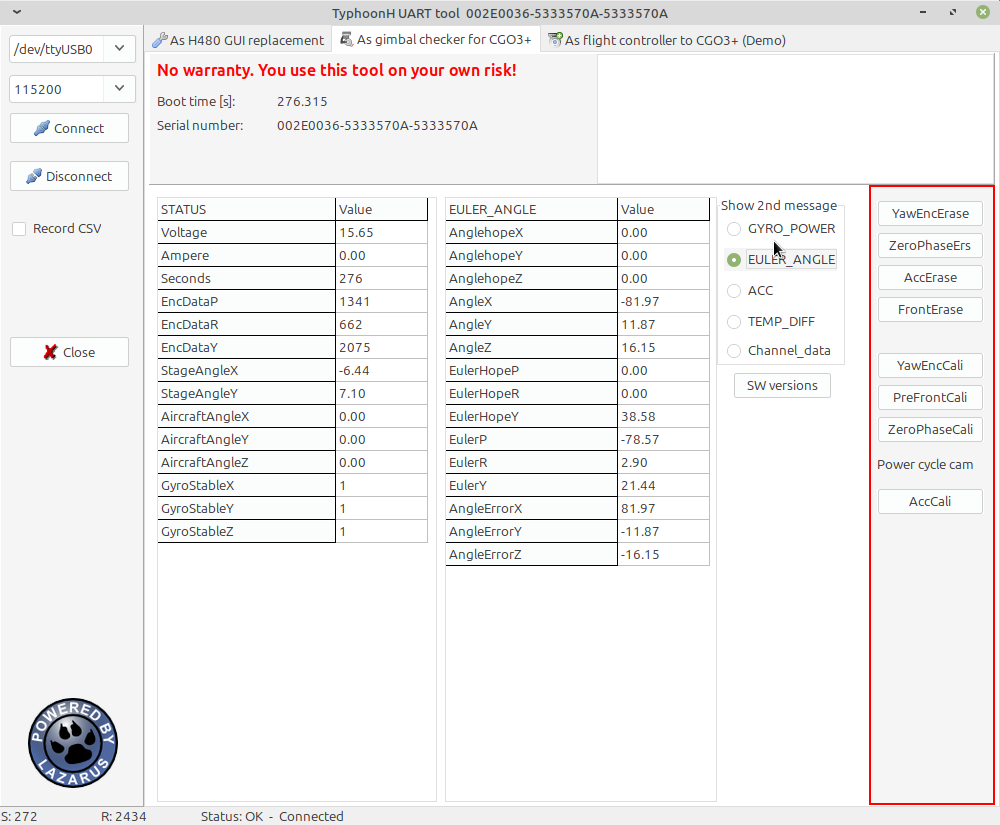 TyphoonH UART tool 002E0036-5333570A-5333570A
/dev/ttyUSB0
115200
Connect
Disconnect
Record CSV
Close
POWERED BY
LAZARUS
As H480 GUI replacement
As gimbal checker for CGO3+
As flight controller to CGO3+ (Demo)
No warranty. You use this tool on your own risk!
Boot time [s]: 276.315
Serial number: 002E0036-5333570A-5333570A
STATUS Value
Voltage 15.65
Ampere 0.00
Seconds 276
EncDataP 1341
EncDataR 662
EncDataY 2075
StageAngleX -6.44
StageAngleY 7.10
AircraftAngleX 0.00
AircraftAngleY 0.00
AircraftAngleZ 0.00
GyroStableX 1
GyroStableY 1
GyroStableZ 1
EULER_ANGLE Value
AnglehopeX 0.00
AnglehopeY 0.00
AnglehopeZ 0.00
AngleX -81.97
AngleY 11.87
AngleZ 16.15
EulerHopeP 0.00
EulerHopeR 0.00
EulerHopeY 38.58
EulerP -78.57
EulerR 2.90
EulerY 21.44
AngleErrorX 81.97
AngleErrorY -11.87
AngleErrorZ -16.15
Show 2nd message
GYRO_POWER
EULER_ANGLE
ACC
TEMP_DIFF
Channel_data
SW versions
YawEncErase
ZeroPhaseErs
AccErase
FrontErase
YawEncCali
PreFrontCali
ZeroPhaseCali
Power cycle cam
AccCali
S: 272 R: 2434 Status: OK - Connected